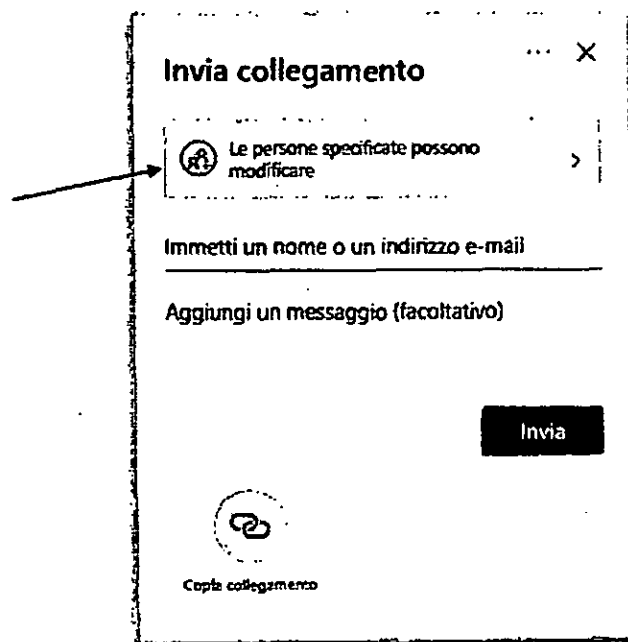 Invia collegamento
Le persone specificate possono
modificare
Immetti un nome o un indirizzo e-mail
Aggiungi un messaggio (facoltativo)
Invia
Copia collegamento